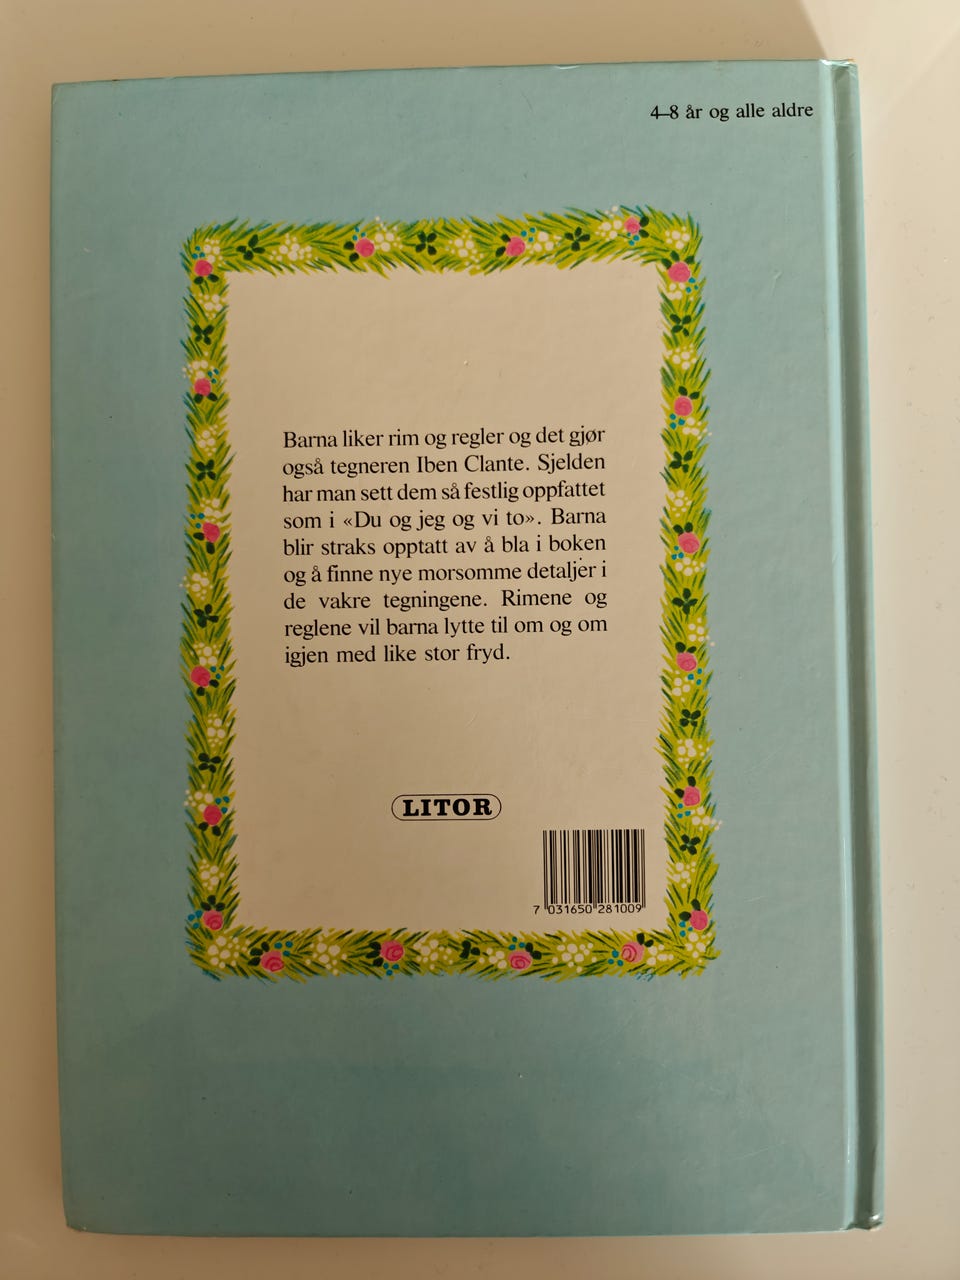 4–8 år og alle aldre
Barna liker rim og regler og det gjør
også tegneren Iben Clante. Sjelden
har man sett dem så festlig oppfattet
som i «Du og jeg og vi to». Barna
blir straks opptatt av å bla i boken
og å finne nye morsomme detaljer i
de vakre tegningene. Rimene og
reglene vil barna lytte til om og om
igjen med like stor fryd.
LITOR
7 031650 281009